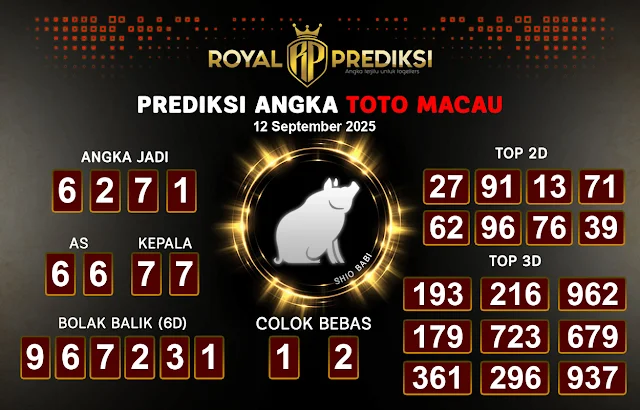 ROYAL RP PREDIKSI
Angka terjitu untuk togellers
PREDIKSI ANGKA TOTO MACAU
12 September 2025
ANGKA JADI
6 2 7 1
AS KEPALA
6 6 7 7
BOLAK BALIK (6D)
9 6 7 2 3 1
SHIO BABI
COLOK BEBAS
1 2
TOP 2D
27 91 13 71
62 96 76 39
TOP 3D
193 216 962
179 723 679
361 296 937